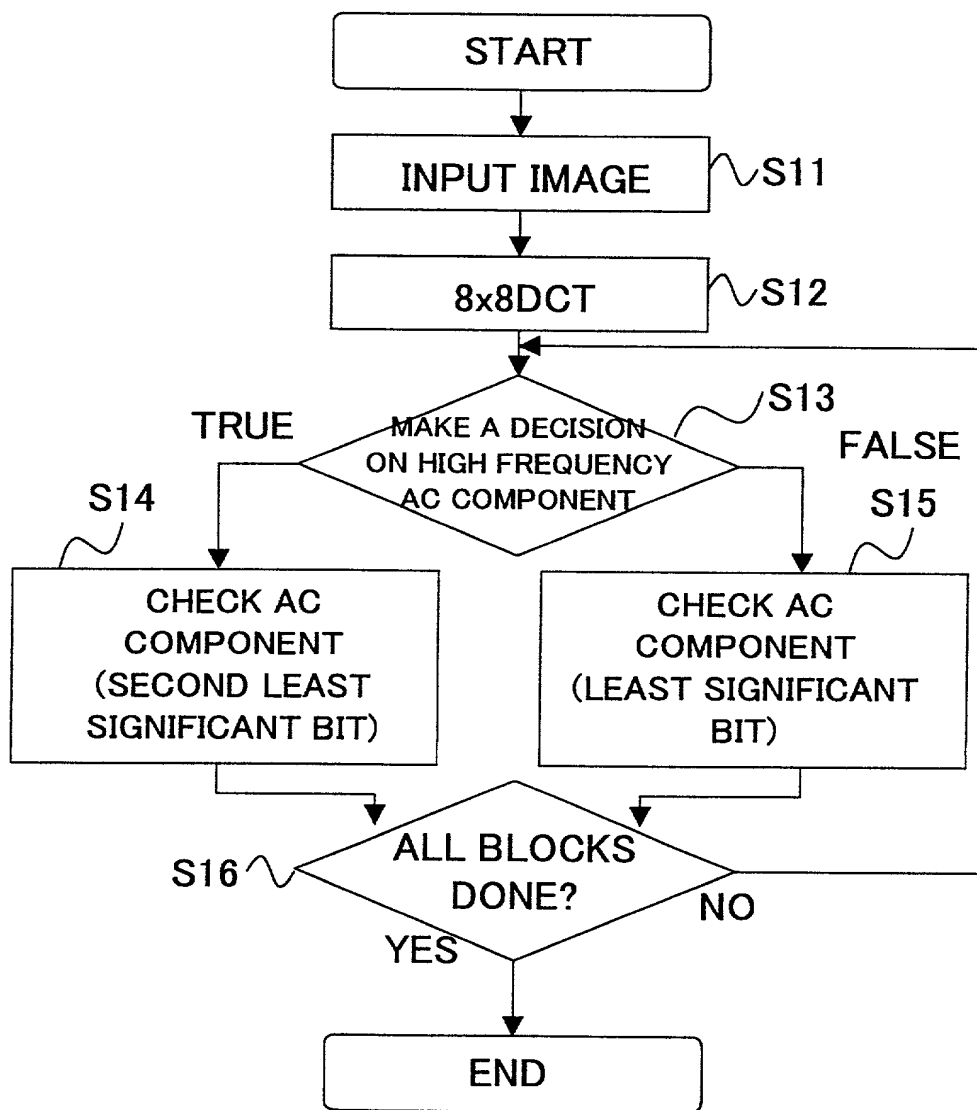 START
INPUT IMAGE
S11
8x8DCT
S12
S13
MAKE A DECISION
ON HIGH FREQUENCY
AC COMPONENT
TRUE
FALSE
S14
CHECK AC
COMPONENT
(SECOND LEAST
SIGNIFICANT BIT)
S15
CHECK AC
COMPONENT
(LEAST SIGNIFICANT
BIT)
S16
ALL BLOCKS
DONE?
NO
YES
END